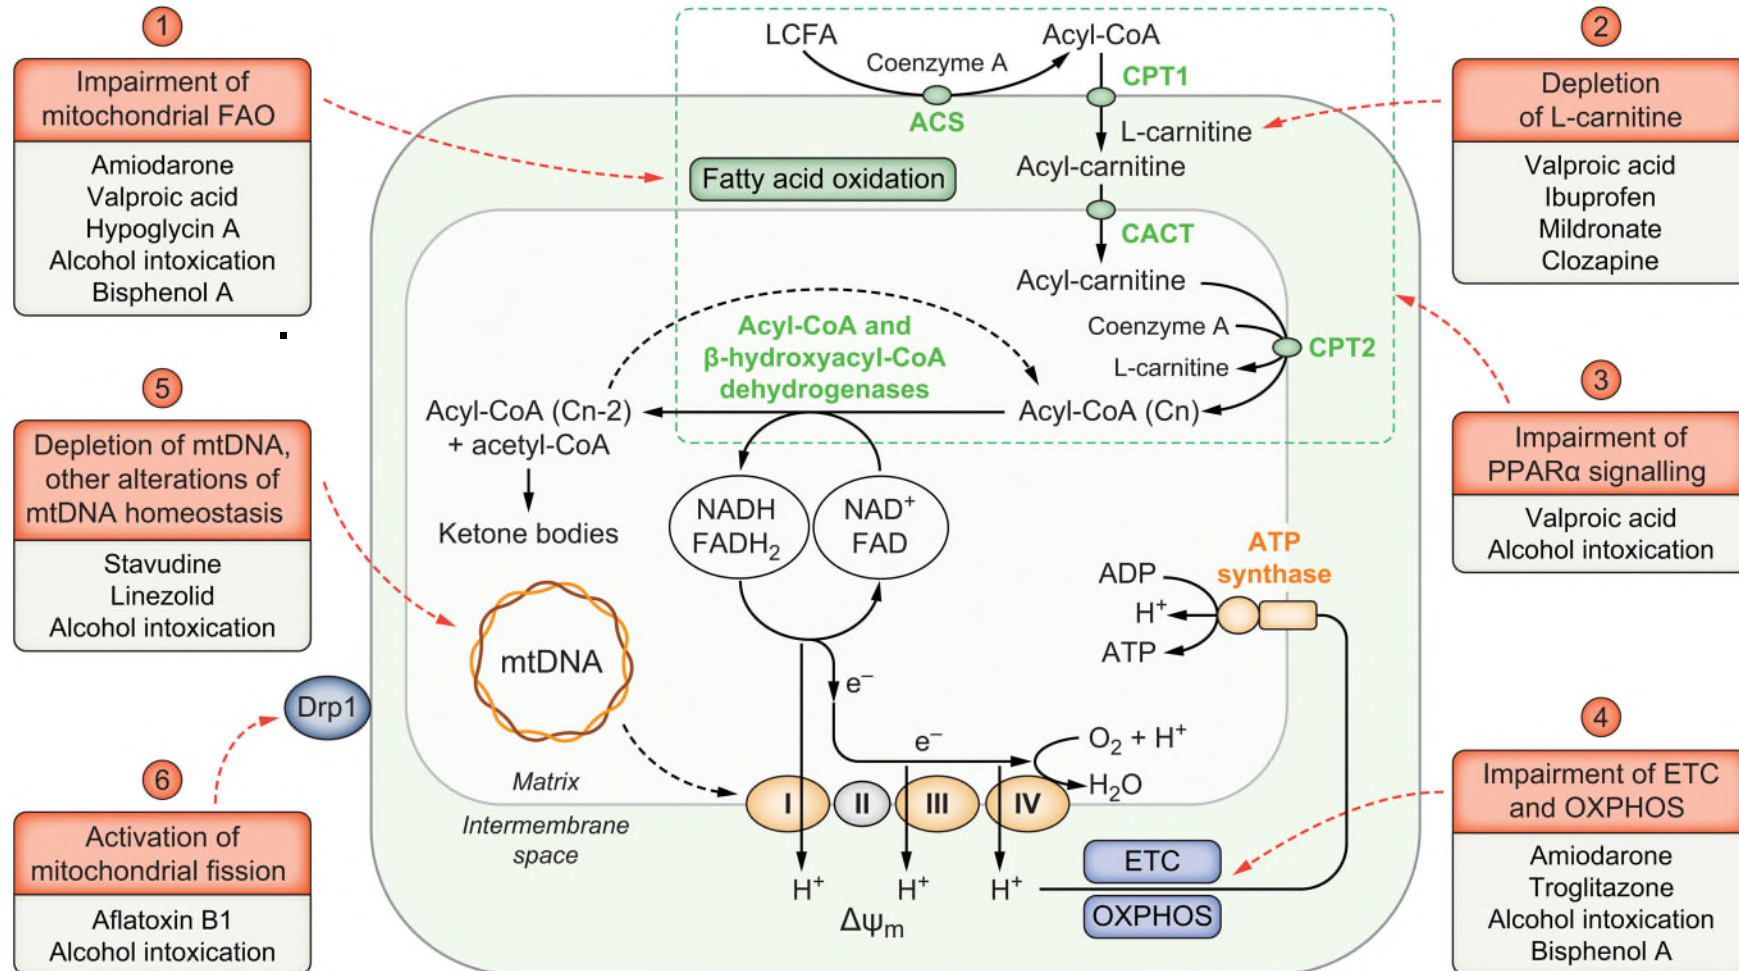 1
Impairment of
mitochondrial FAO
Amiodarone
Valproic acid
Hypoglycin A
Alcohol intoxication
Bisphenol A
5
Depletion of mtDNA,
other alterations of
mtDNA homeostasis
Stavudine
Linezolid
Alcohol intoxication
Drp1
6
Activation of
mitochondrial fission
Aflatoxin B1
Alcohol intoxication
LCFA
Coenzyme A
Acyl-CoA
ACS
CPT1
L-carnitine
Acyl-carnitine
Fatty acid oxidation
CACT
Acyl-carnitine
Coenzyme A
CPT2
L-carnitine
Acyl-CoA (Cn)
Acyl-CoA and
β-hydroxyacyl-CoA
dehydrogenases
Acyl-CoA (Cn-2)
+ acetyl-CoA
Ketone bodies
NADH
FADH₂
NAD⁺
FAD
mtDNA
e⁻
e⁻
Matrix
Intermembrane
space
I
II
III
IV
O₂ + H⁺
H₂O
H⁺
H⁺
H⁺
Δψₘ
ETC
OXPHOS
ATP
synthase
ADP
H⁺
ATP
2
Depletion
of L-carnitine
Valproic acid
Ibuprofen
Mildronate
Clozapine
3
Impairment of
PPARα signalling
Valproic acid
Alcohol intoxication
4
Impairment of ETC
and OXPHOS
Amiodarone
Troglitazone
Alcohol intoxication
Bisphenol A